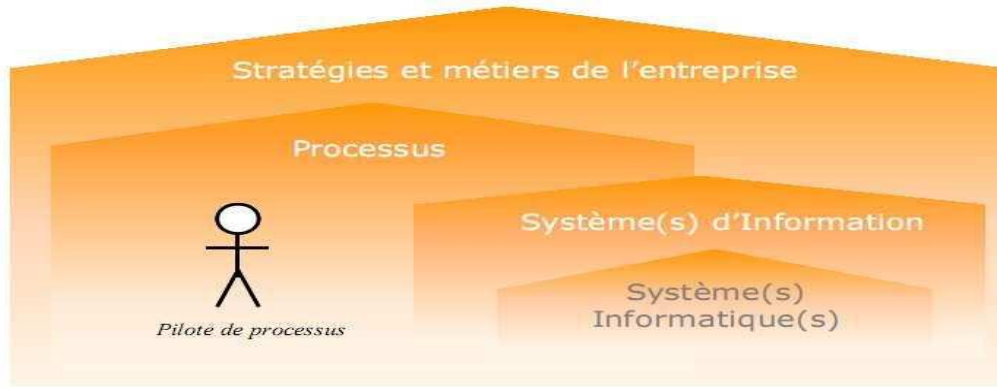 Stratégies et métiers de l'entreprise
Processus
Système(s) d'Information
Système(s)
Informatique(s)
Pilote de processus